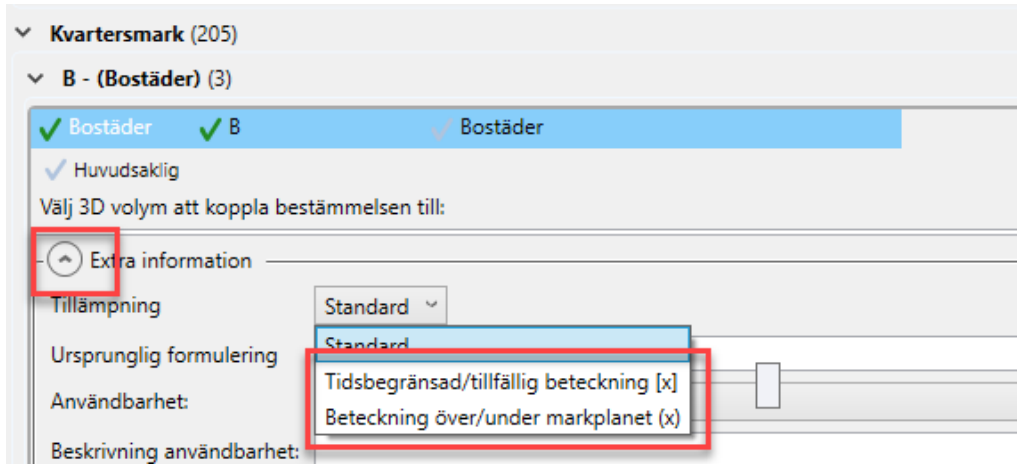 Kvartersmark (205)
B - (Bostäder) (3)
Bostäder B Bostäder
Huvudsaklig
Välj 3D volym att koppla bestämmelsen till:
Extra information
Tillämpning Standard
Standard
Ursprunglig formulering
Tidsbegränsad/tillfällig beteckning [x]
Användbarhet:
Beteckning över/under markplanet (x)
Beskrivning användbarhet: